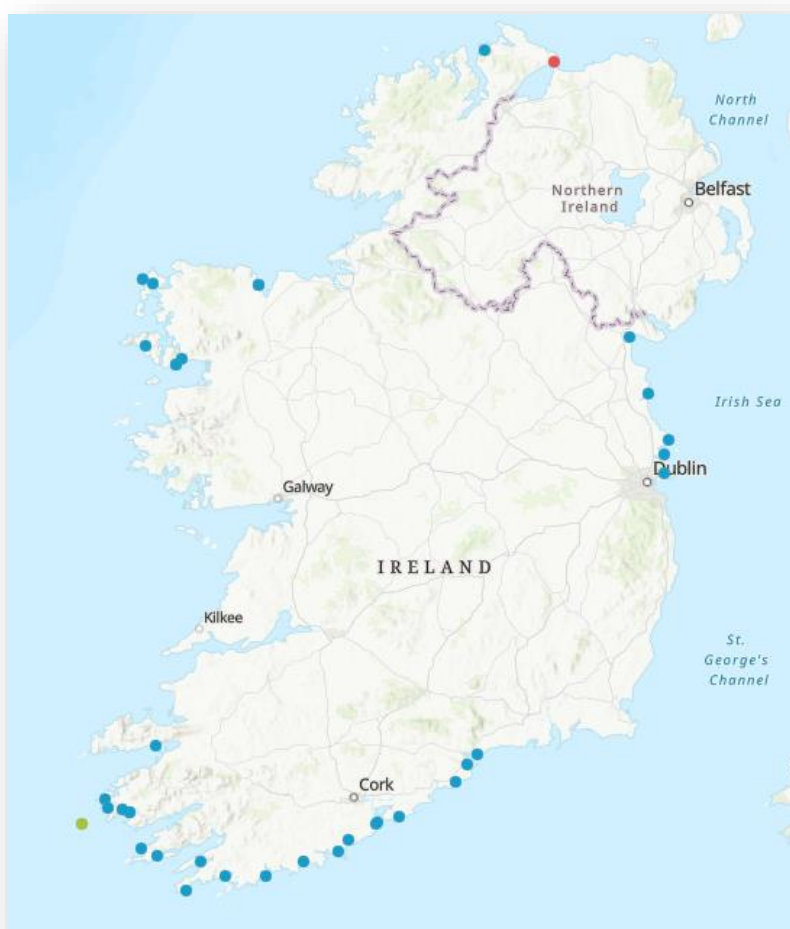 North
Channel
Belfast
Northern
Ireland
Irish Sea
Dublin
Galway
IRELAND
Kilkee
St.
George's
Channel
Cork